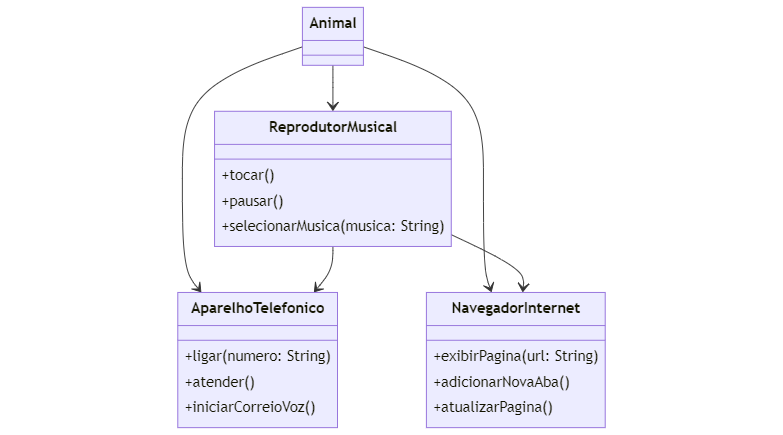 Animal
ReprodutorMusical
+tocar()
+pausar()
+selecionarMusica(musica: String)
AparelhoTelefonico
+ligar(numero: String)
+atender()
+iniciarCorreioVoz()
NavegadorInternet
+exibirPagina(url: String)
+adicionarNovaAba()
+atualizarPagina()